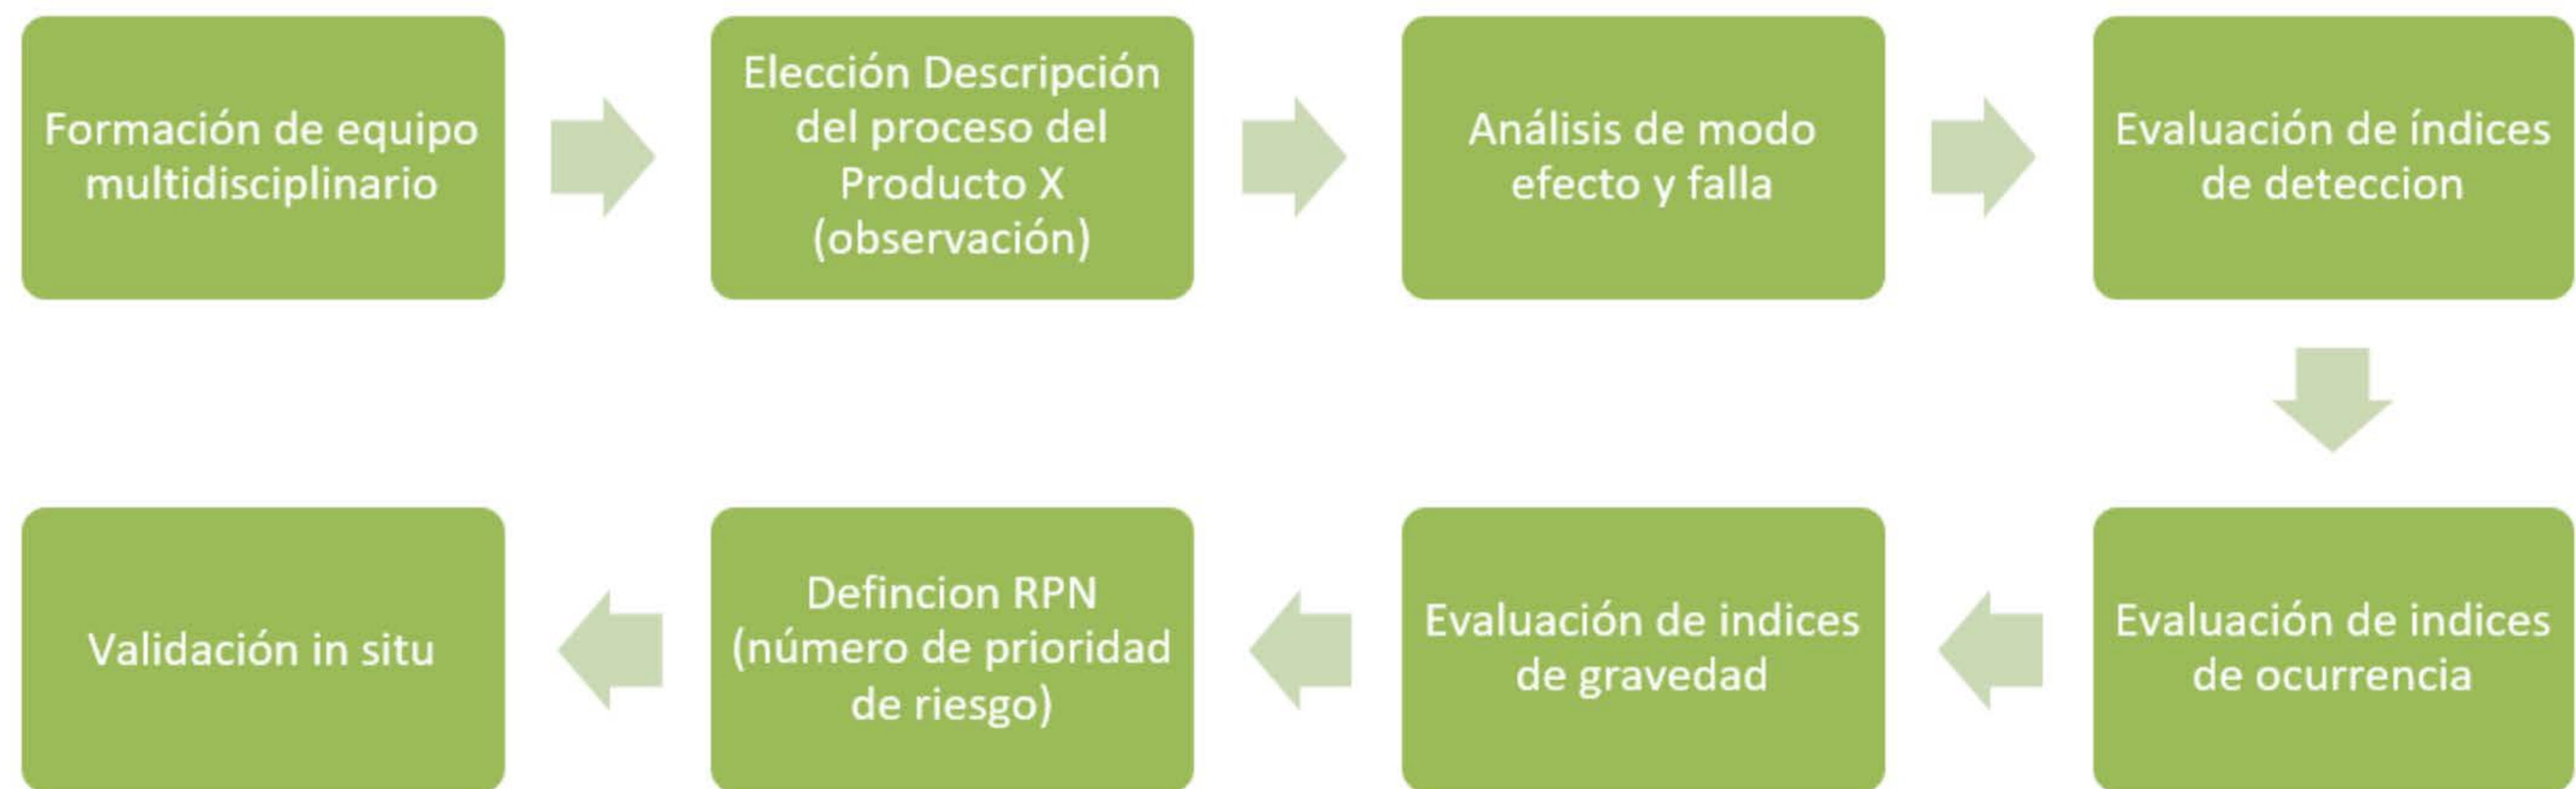 Formación de equipo
multidisciplinario
Elección Descripción
del proceso del
Producto X
(observación)
Análisis de modo
efecto y falla
Evaluación de índices
de deteccion
Evaluación de indices
de ocurrencia
Evaluación de indices
de gravedad
Defincion RPN
(número de prioridad
de riesgo)
Validación in situ